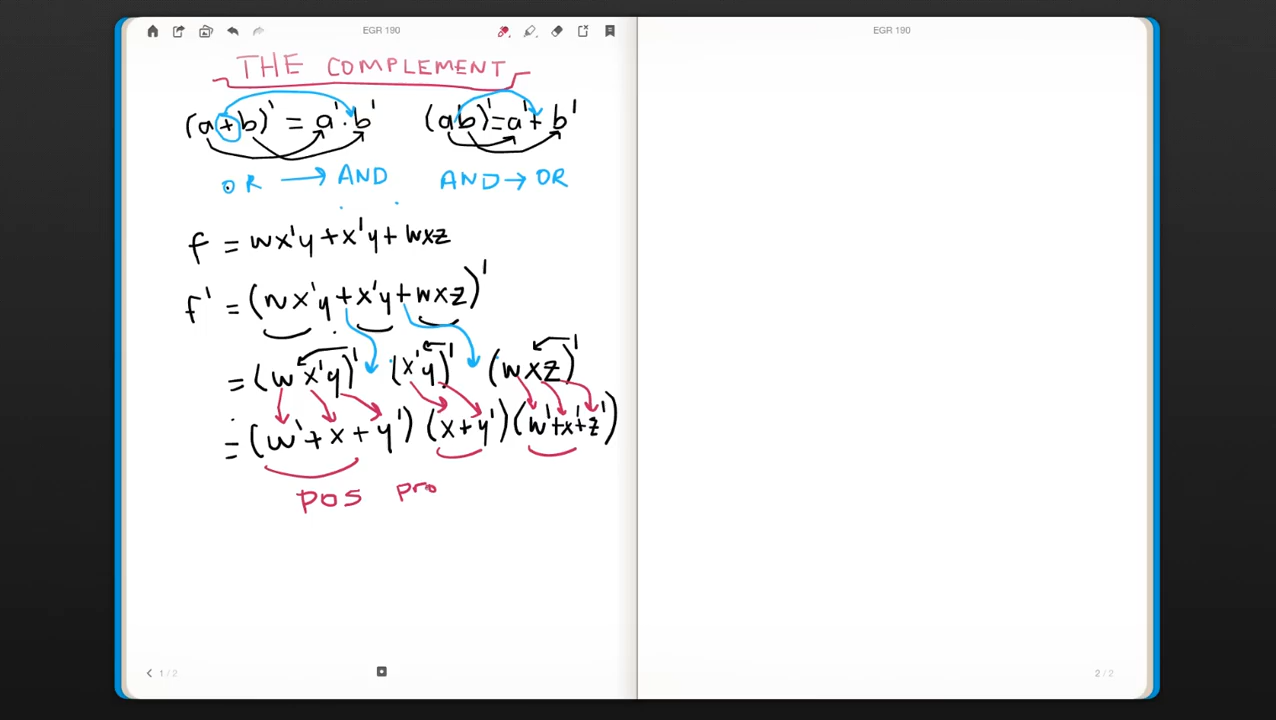 EGR 190
EGR 190
THE COMPLEMENT
(a+b)' = a'·b'
(ab)'=a'+b'
OR → AND
AND → OR
f = wx'y+x'y+wxz
f' = (wx'y+x'y+wxz)'
= (wx'y)' (x'y)' (wxz)'
= (w'+x+y') (x+y')(w'+x'+z')
POS pro
1 / 2
2 / 2